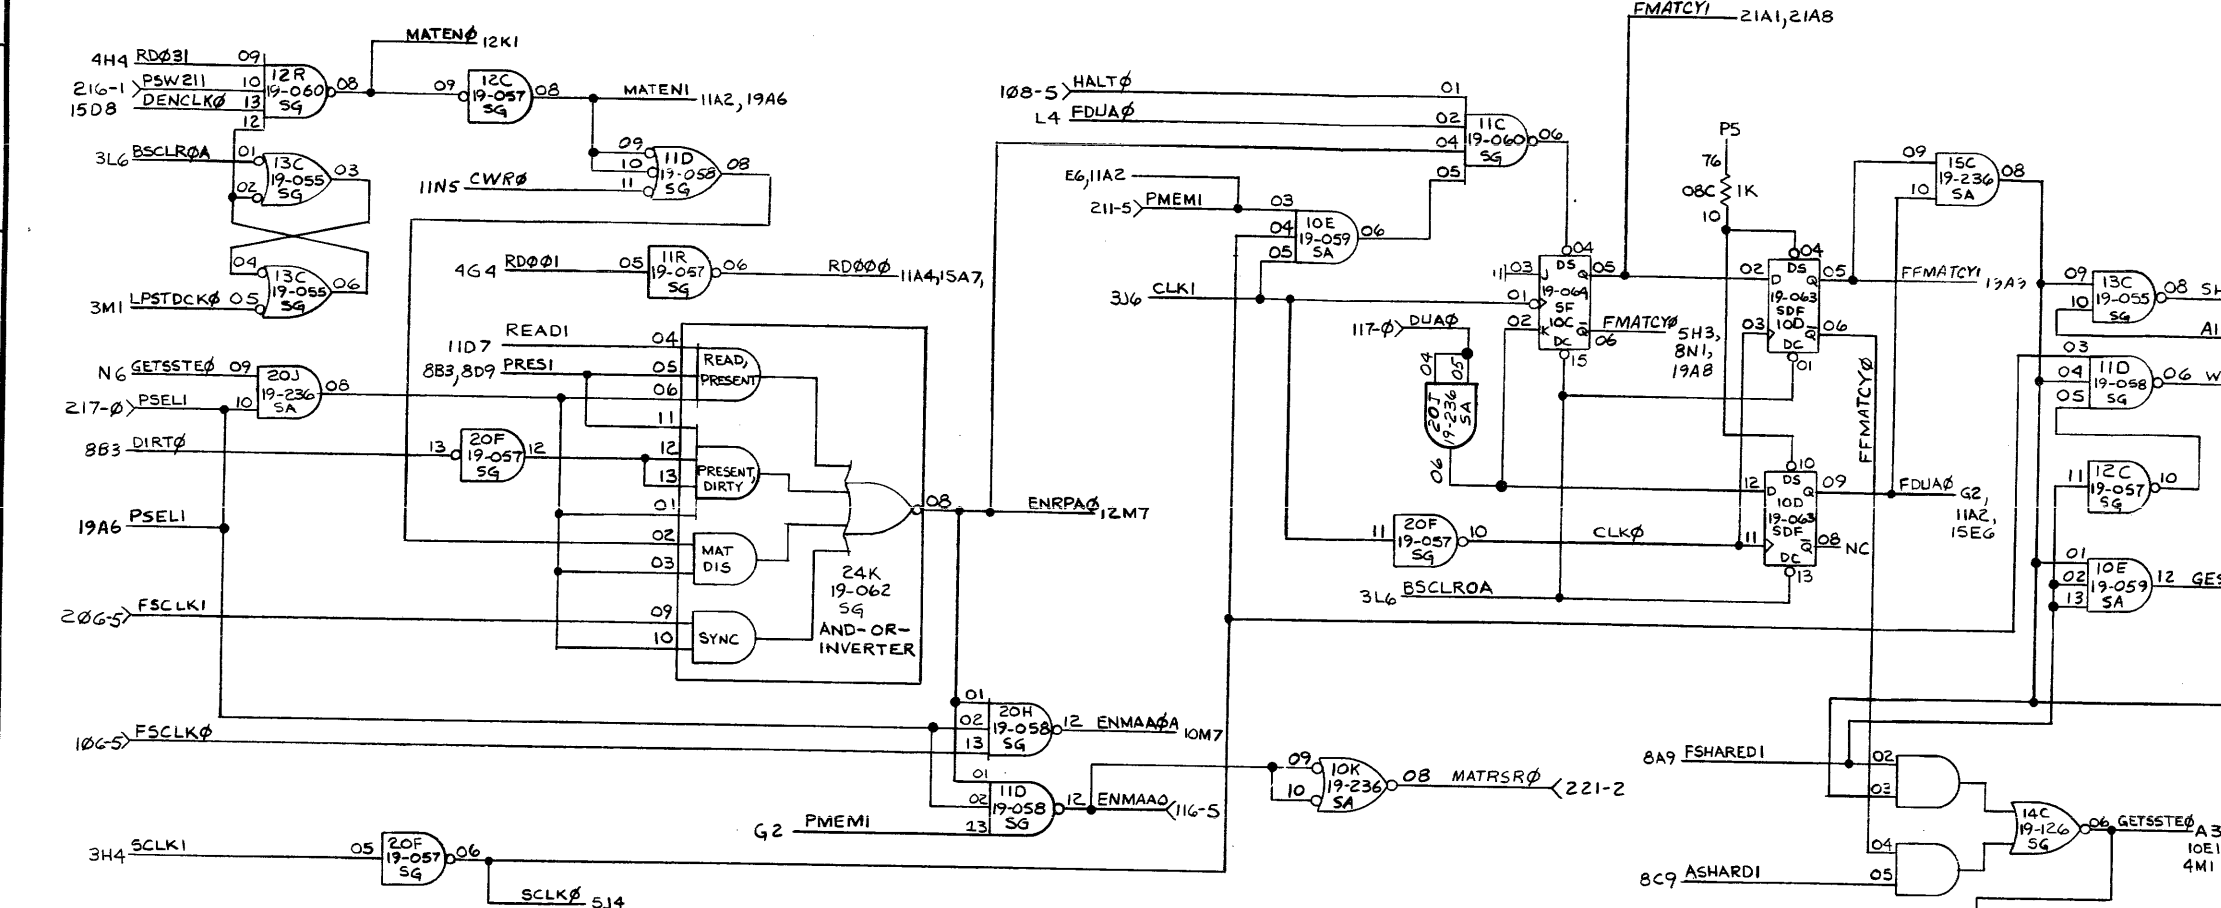 MATENØ 12K1
4H4 RDØ31 09
216-1 PSW211 10
15D8 DENCLKØ 13
12
12R
19-060
SG
08
09
12C
19-057
SG
08
MATEN1 11A2, 19A6
3L6 BSCLRØA 01
02
13C
19-055
SG
03
04
3M1 LPSTDCKØ 05
13C
19-055
SG
06
09
10
11N5 CWRØ 11
11D
19-058
SG
08
4G4 RDØØ1 05
11R
19-057
SG
06
RDØØØ 11A4, 15A7,
11D7 READ1 04
8B3, 8D9 PRES1 05
06
READ,
PRESENT
N6 GETSSTEØ 09
217-Ø PSEL1 10
20J
19-236
SA
08
8B3 DIRTØ 13
20F
19-057
SG
12
11
12
13
01
PRESENT,
DIRTY
19A6 PSEL1
02
03
MAT
DIS
206-5 FSCLK1 09
10
SYNC
24K
19-062
SG
AND-OR-
INVERTER
08
ENRPAØ 12M7
106-5 FSCLKØ
01
02
13
20H
19-058
SG
12
ENMAAØA 10M7
01
02
G2 PMEM1 13
11D
19-058
SG
12
ENMAAO 116-5
09
10
10K
19-236
SA
08
MATRSRØ 221-2
3H4 SCLK1 05
20F
19-057
SG
06
SCLKØ 5J4
FMATCY1 21A1, 21A8
108-5 HALTØ 01
L4 FDUAØ 02
04
05
11C
19-060
SG
06
E6, 11A2
211-5 PMEM1 03
04
05
10E
19-059
SA
06
3J6 CLK1
03 J
01
02 K
04
DS
Q 05
19-064
SF
10C
Q 06
DC
15
FMATCYØ 5H3,
8N1,
19A8
117-Ø DUAØ
04
05
20J
19-236
SA
06
P5
76
08C 1K
10
04
DS
02 D
Q 05
19-063
SDF
03 10D
Q 06
DC
01
FFMATCY1
FFMATCYØ
10
DS
12 D
Q 09
10D
19-063
SDF
11
Q 08 NC
DC
13
FDUAØ G2,
11A2,
15E6
11
20F
19-057
SG
10
CLKØ
3L6 BSCLROA
09
10
15C
19-236
SA
08
09
10
13C
19-055
SG
08 SH
A1
03
04
05
11D
19-058
SG
06 W
11
12C
19-057
SG
10
01
02
13
10E
19-059
SA
12 GES
8A9 FSHARED1 02
03
04
8C9 ASHARD1 05
14C
19-126
SG
06
GETSSTEØ A3
10E1
4M1